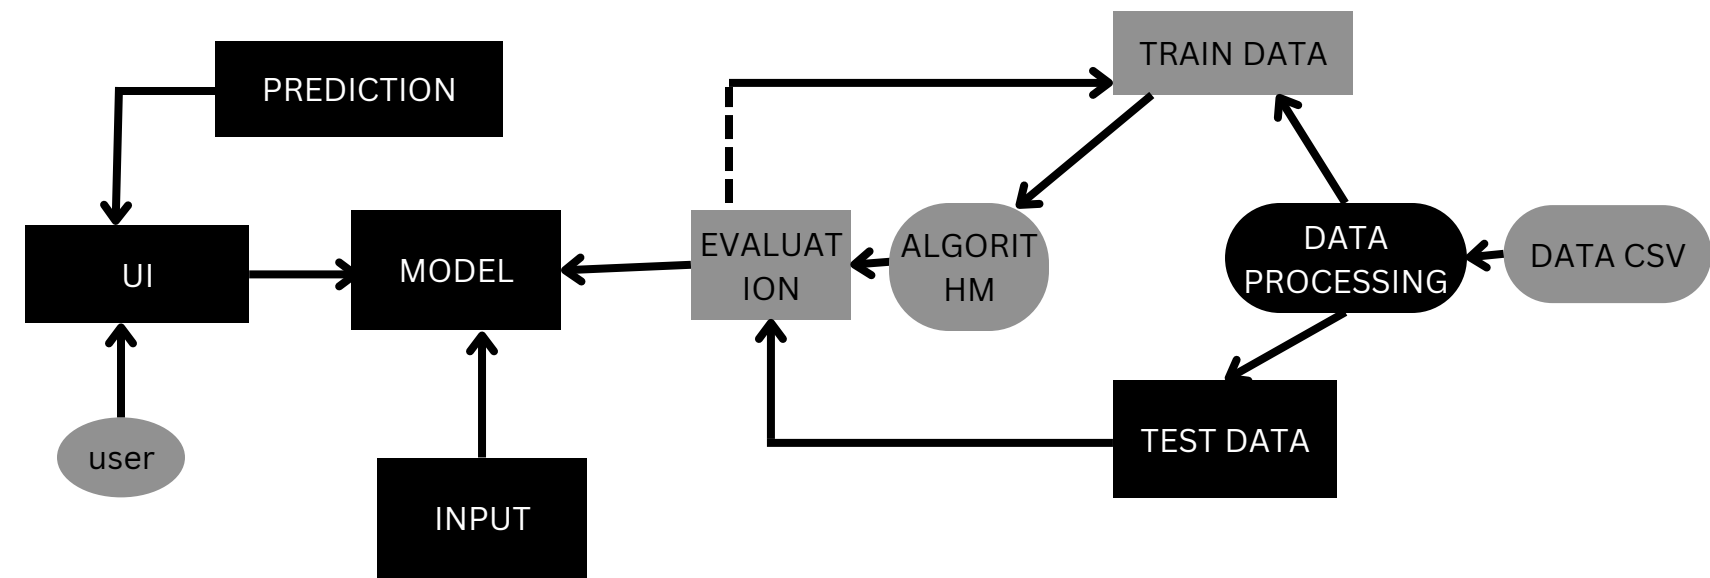 TRAIN DATA
PREDICTION
UI
MODEL
EVALUAT
ION
ALGORIT
HM
DATA
PROCESSING
DATA CSV
user
INPUT
TEST DATA